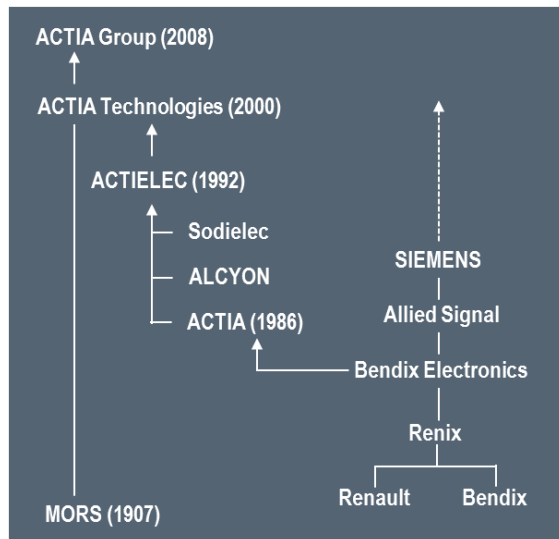 ACTIA Group (2008)
ACTIA Technologies (2000)
ACTIELEC (1992)
Sodielec
SIEMENS
ALCYON
Allied Signal
ACTIA (1986)
Bendix Electronics
Renix
Renault Bendix
MORS (1907)